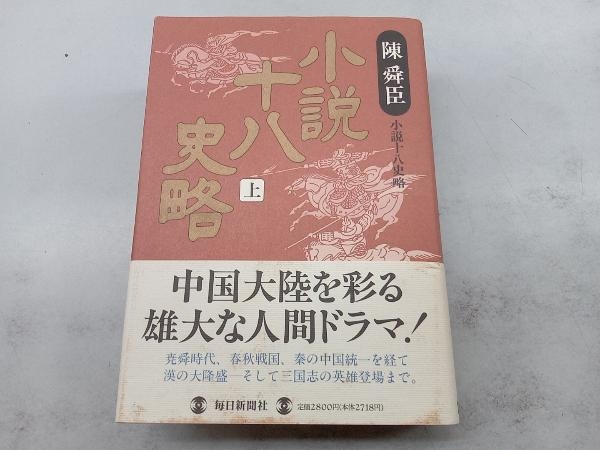 小説
十八
史略
上
陳舜臣
小説十八史略
中国大陸を彩る
雄大な人間ドラマ!
尭舜時代、春秋戦国、秦の中国統一を経て
漢の大隆盛―そして三国志の英雄登場まで。
毎日新聞社
定価2800円(本体2718円)